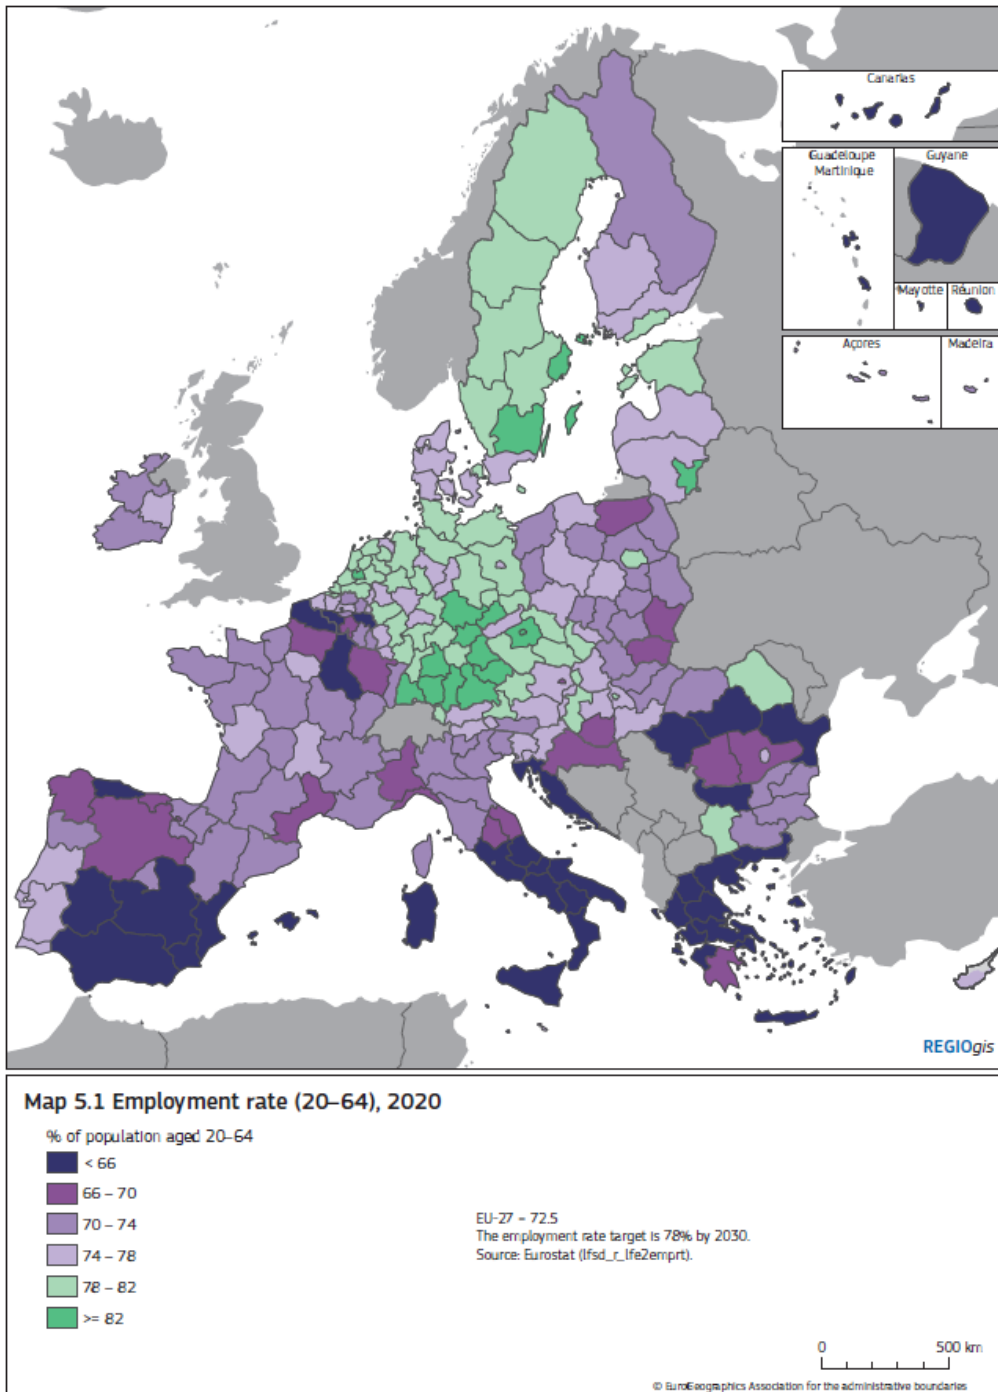 Canarias
Guadeloupe
Martinique
Guyane
Mayotte
Réunion
Açores
Madeira
REGIOgis
Map 5.1 Employment rate (20–64), 2020
% of population aged 20–64
< 66
66 – 70
70 – 74
74 – 78
78 – 82
>= 82
EU-27 = 72.5
The employment rate target is 78% by 2030.
Source: Eurostat (lfsd_r_lfe2emprt).
0 500 km
© EuroGeographics Association for the administrative boundaries